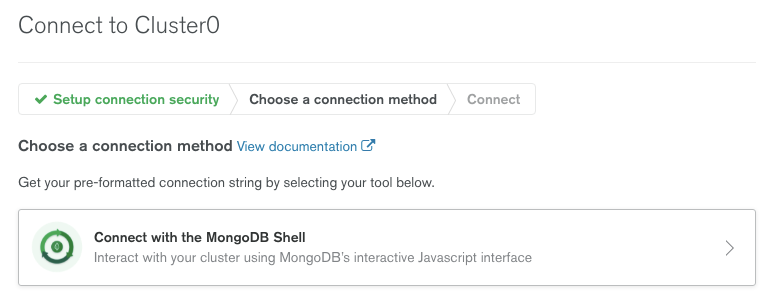 Connect to Cluster0
Setup connection security Choose a connection method Connect
Choose a connection method View documentation
Get your pre-formatted connection string by selecting your tool below.
Connect with the MongoDB Shell
Interact with your cluster using MongoDB's interactive Javascript interface